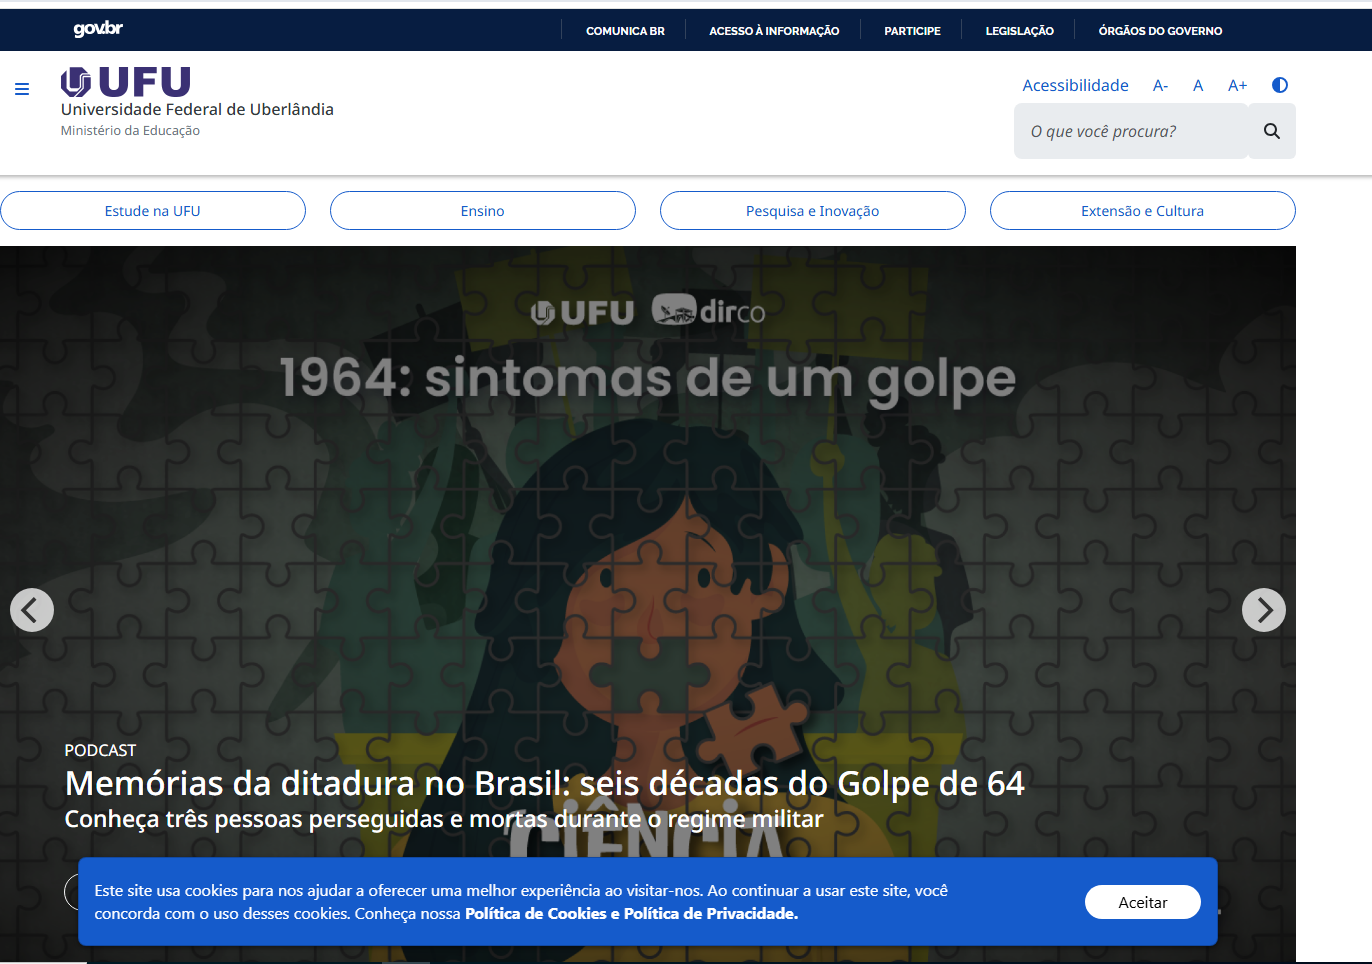 gov.br
COMUNICA BR
ACESSO À INFORMAÇÃO
PARTICIPE
LEGISLAÇÃO
ÓRGÃOS DO GOVERNO
UFU
Universidade Federal de Uberlândia
Ministério da Educação
Acessibilidade
A-
A
A+
O que você procura?
Estude na UFU
Ensino
Pesquisa e Inovação
Extensão e Cultura
UFU dirco
1964: sintomas de um golpe
PODCAST
Memórias da ditadura no Brasil: seis décadas do Golpe de 64
Conheça três pessoas perseguidas e mortas durante o regime militar
CIÊNCIA
Este site usa cookies para nos ajudar a oferecer uma melhor experiência ao visitar-nos. Ao continuar a usar este site, você
concorda com o uso desses cookies. Conheça nossa Política de Cookies e Política de Privacidade.
Aceitar